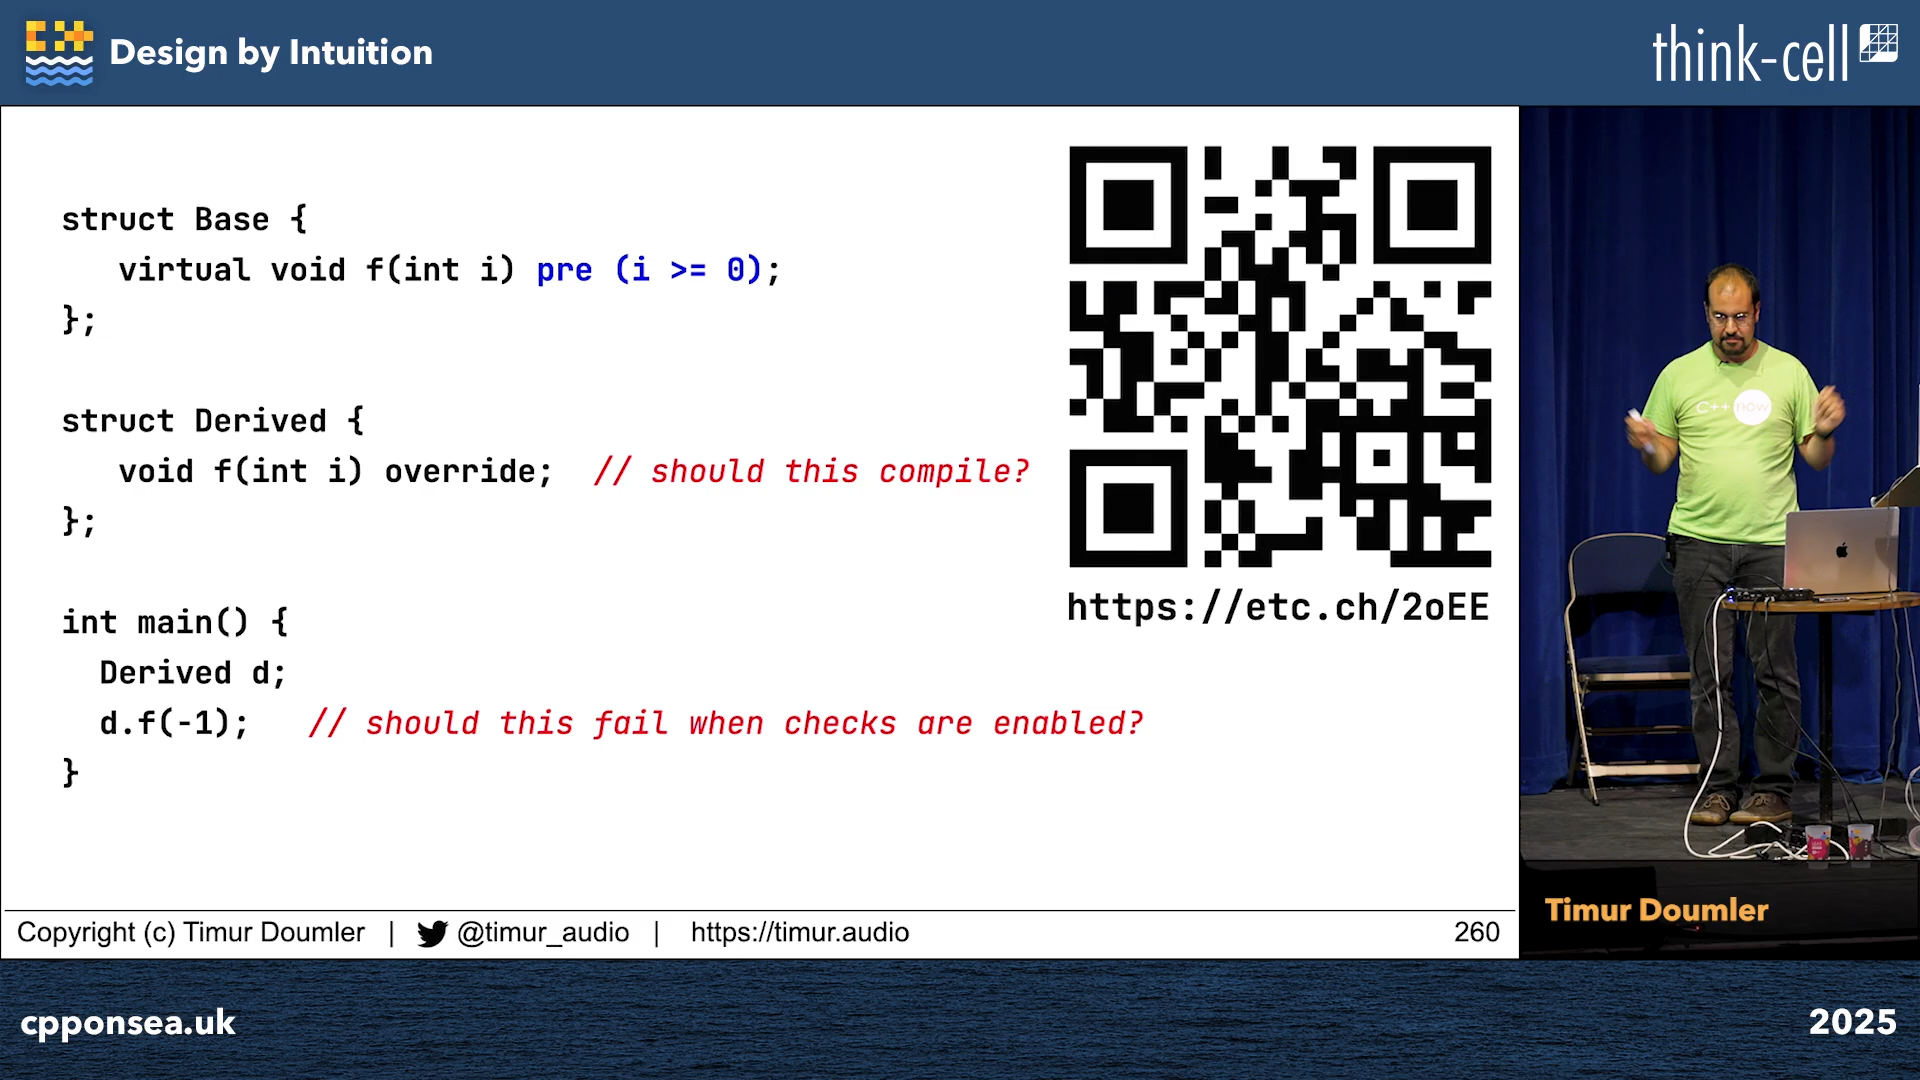 Design by Intuition
think-cell
struct Base {
virtual void f(int i) pre (i >= 0);
};
struct Derived {
void f(int i) override; // should this compile?
};
int main() {
Derived d;
d.f(-1); // should this fail when checks are enabled?
}
https://etc.ch/2oEE
C++ now
Copyright (c) Timur Doumler | @timur_audio | https://timur.audio
260
Timur Doumler
cpponsea.uk
2025